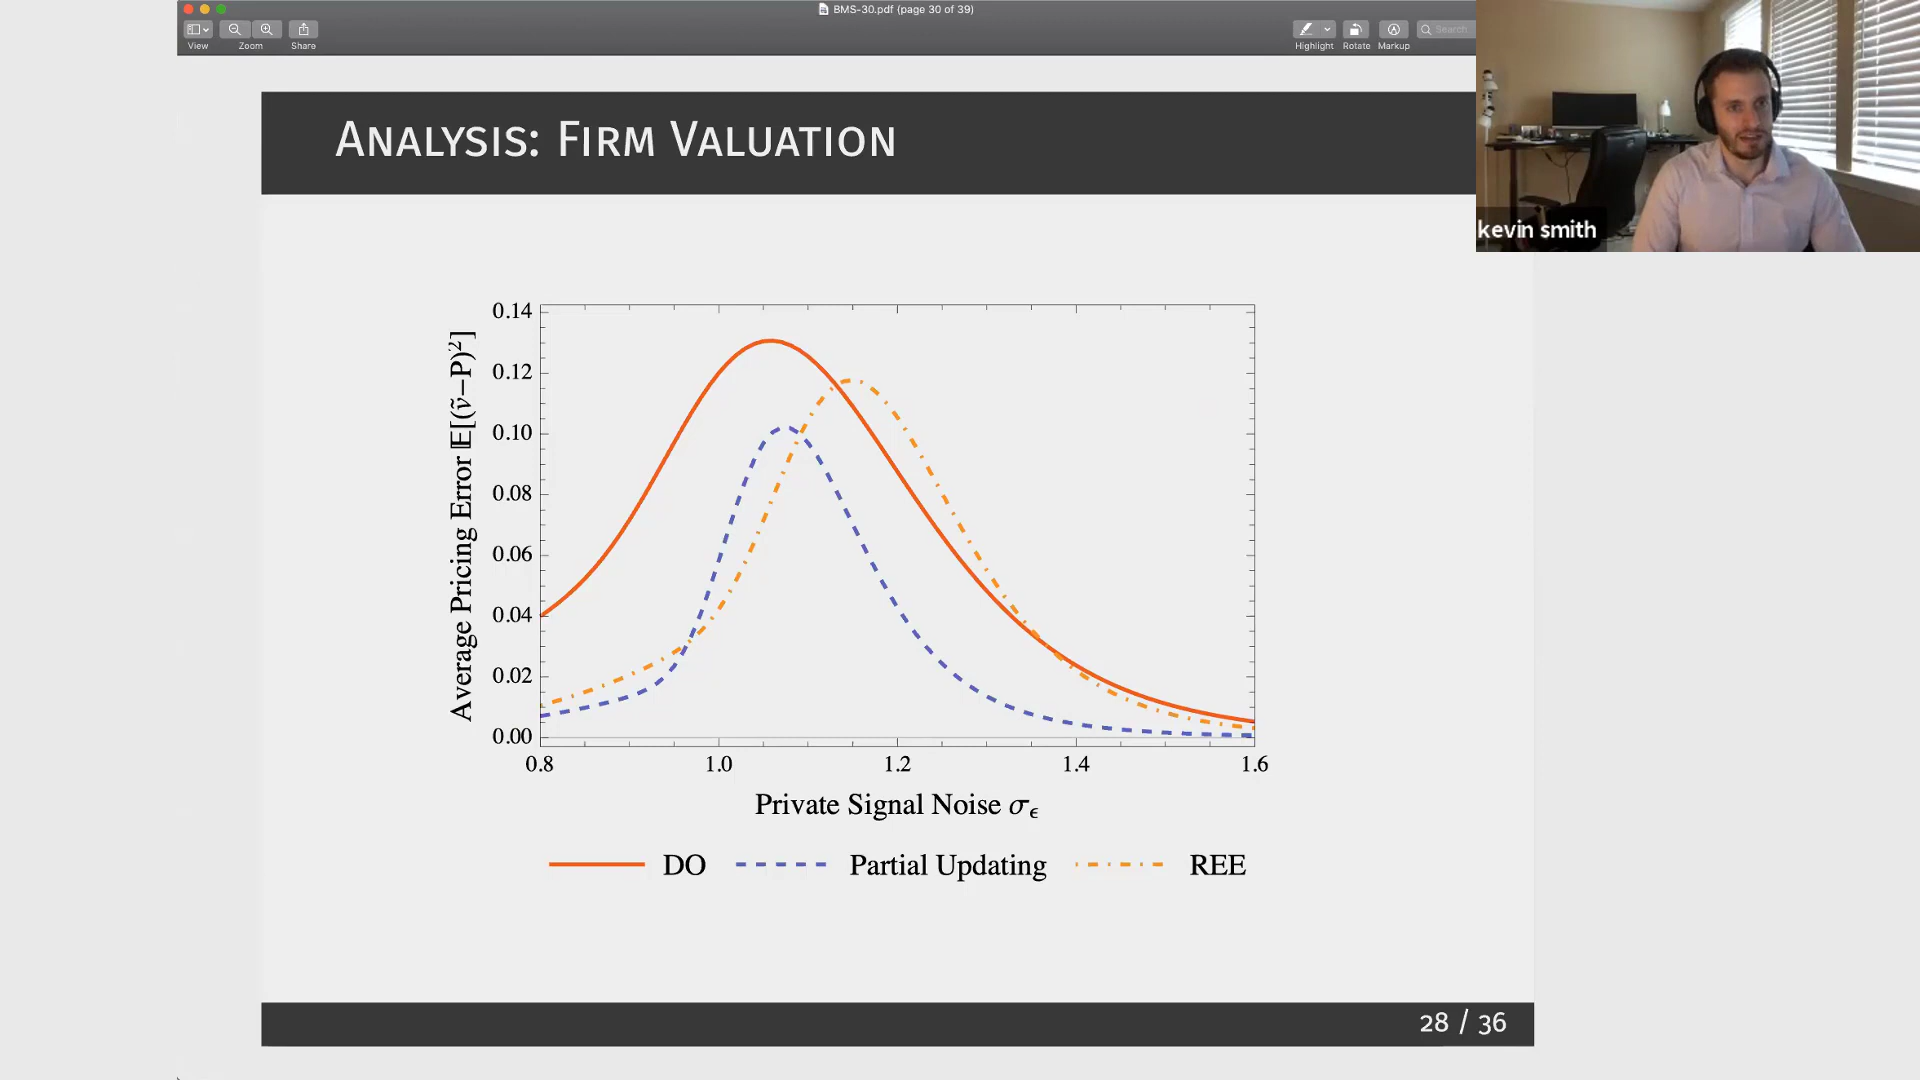 BMS-30.pdf (page 30 of 39)
View Zoom Share Highlight Rotate Markup Search
ANALYSIS: FIRM VALUATION
kevin smith
Average Pricing Error 𝔼[(ṽ−P)²]
0.14
0.12
0.10
0.08
0.06
0.04
0.02
0.00
0.8 1.0 1.2 1.4 1.6
Private Signal Noise σϵ
DO Partial Updating REE
28 / 36